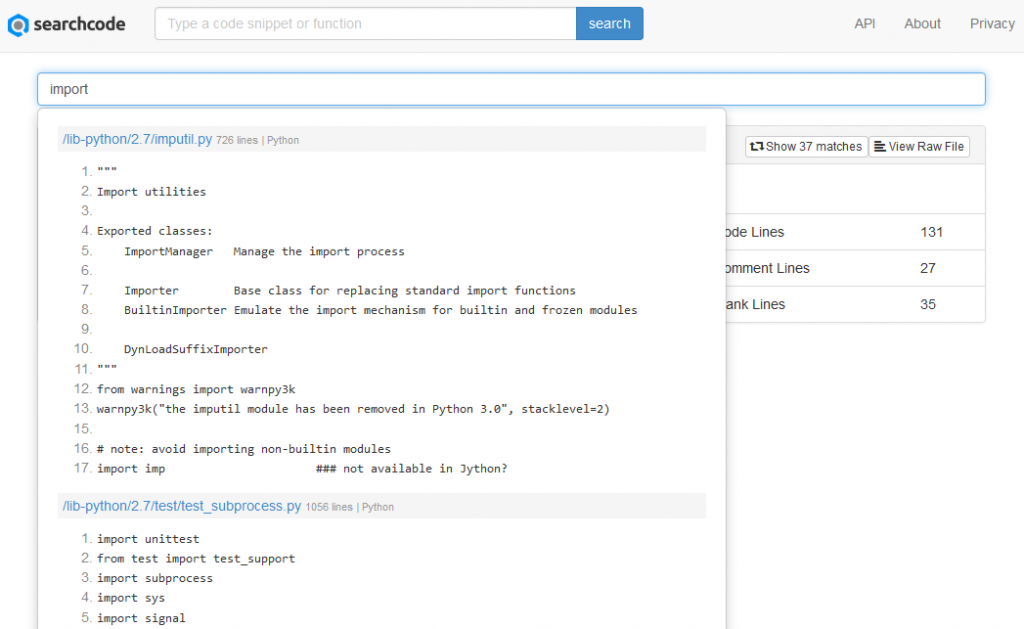 searchcode
Type a code snippet or function
search
API About Privacy
import
/lib-python/2.7/imputil.py 726 lines | Python
Show 37 matches View Raw File
1. """
2. Import utilities
3.
4. Exported classes:
ode Lines 131
5. ImportManager Manage the import process
6.
omment Lines 27
7. Importer Base class for replacing standard import functions
8. BuiltinImporter Emulate the import mechanism for builtin and frozen modules
ank Lines 35
9.
10. DynLoadSuffixImporter
11. """
12. from warnings import warnpy3k
13. warnpy3k("the imputil module has been removed in Python 3.0", stacklevel=2)
15.
16. # note: avoid importing non-builtin modules
17. import imp ### not available in Jython?
/lib-python/2.7/test/test_subprocess.py 1056 lines | Python
1. import unittest
2. from test import test_support
3. import subprocess
4. import sys
5. import signal